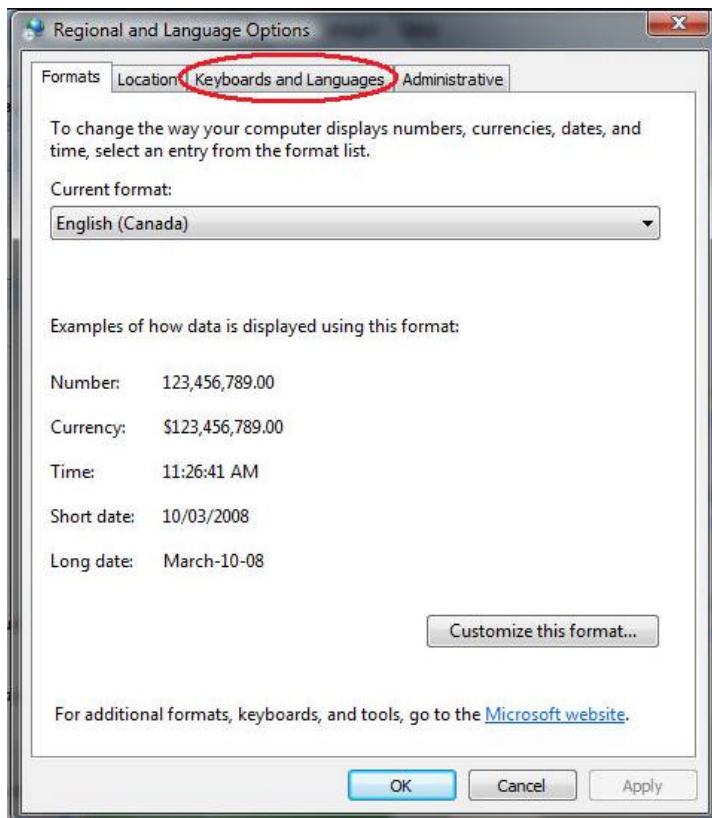 Regional and Language Options
Formats Location Keyboards and Languages Administrative
To change the way your computer displays numbers, currencies, dates, and
time, select an entry from the format list.
Current format:
English (Canada)
Examples of how data is displayed using this format:
Number: 123,456,789.00
Currency: $123,456,789.00
Time: 11:26:41 AM
Short date: 10/03/2008
Long date: March-10-08
Customize this format...
For additional formats, keyboards, and tools, go to the Microsoft website.
OK Cancel Apply